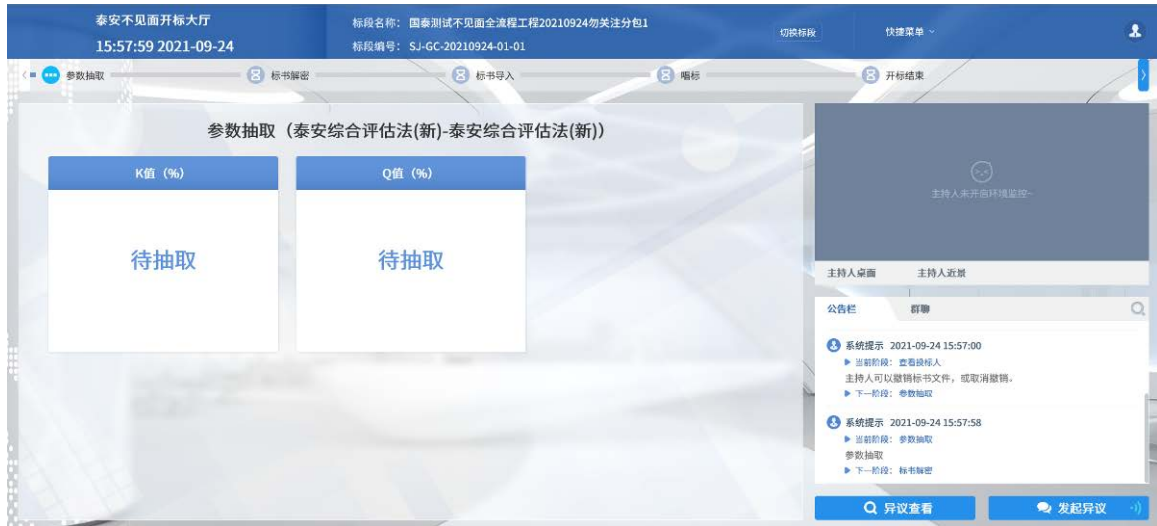 泰安不见面开标大厅
15:57:59 2021-09-24
标段名称： 国泰测试不见面全流程工程20210924勿关注分包1
标段编号： SJ-GC-20210924-01-01
切换标段
快捷菜单
参数抽取
标书解密
标书导入
唱标
开标结束
参数抽取（泰安综合评估法(新)-泰安综合评估法(新)）
K值（%）
Q值（%）
待抽取
待抽取
主持人未开启环境监控~
主持人桌面
主持人近景
公告栏
群聊
系统提示 2021-09-24 15:57:00
当前阶段： 查看投标人
主持人可以撤销标书文件，或取消撤销。
下一阶段： 参数抽取
系统提示 2021-09-24 15:57:58
当前阶段： 参数抽取
参数抽取
下一阶段： 标书解密
异议查看
发起异议